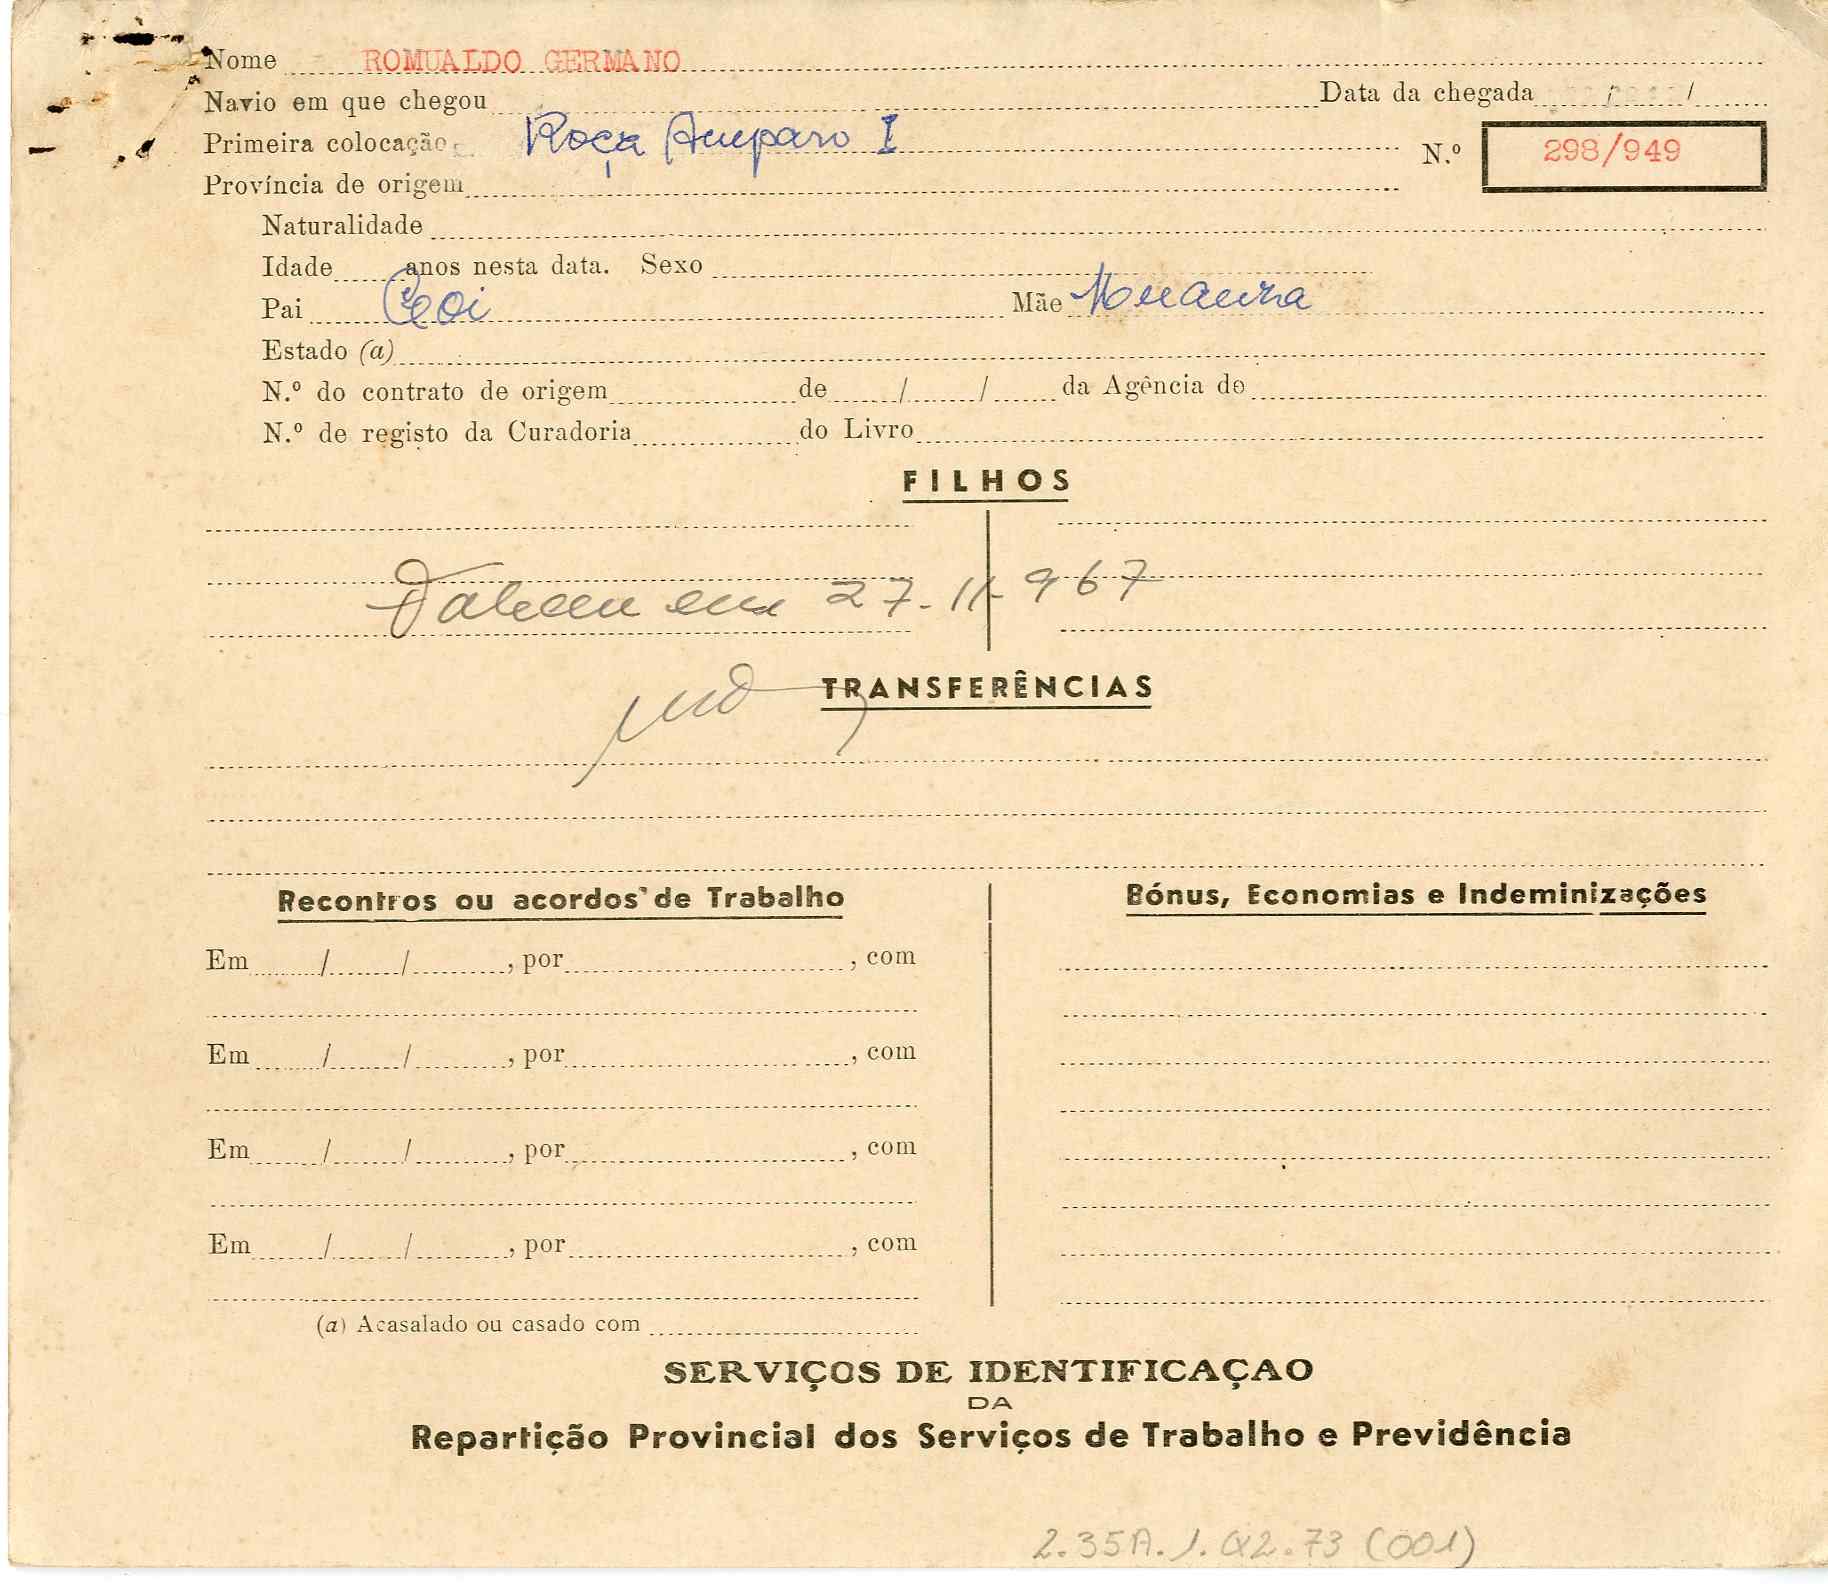 Nome ROMUALDO GERMANO
Navio em que chegou Data da chegada / /
Primeira colocação Roça Amparo I
N.º 298/949
Província de origem
Naturalidade
Idade anos nesta data. Sexo
Pai Mãe
Estado (a)
N.º do contrato de origem de / / da Agência de
N.º de registo da Curadoria do Livro
FILHOS
Faleceu em 27-11-967
TRANSFERÊNCIAS
Recontros ou acordos de Trabalho
Bónus, Economias e Indeminizações
Em / / , por , com
Em / / , por , com
Em / / , por , com
Em / / , por , com
(a) Acasalado ou casado com
SERVIÇOS DE IDENTIFICAÇAO
DA
Repartição Provincial dos Serviços de Trabalho e Previdência
2.35A.1.Q2.73 (001)